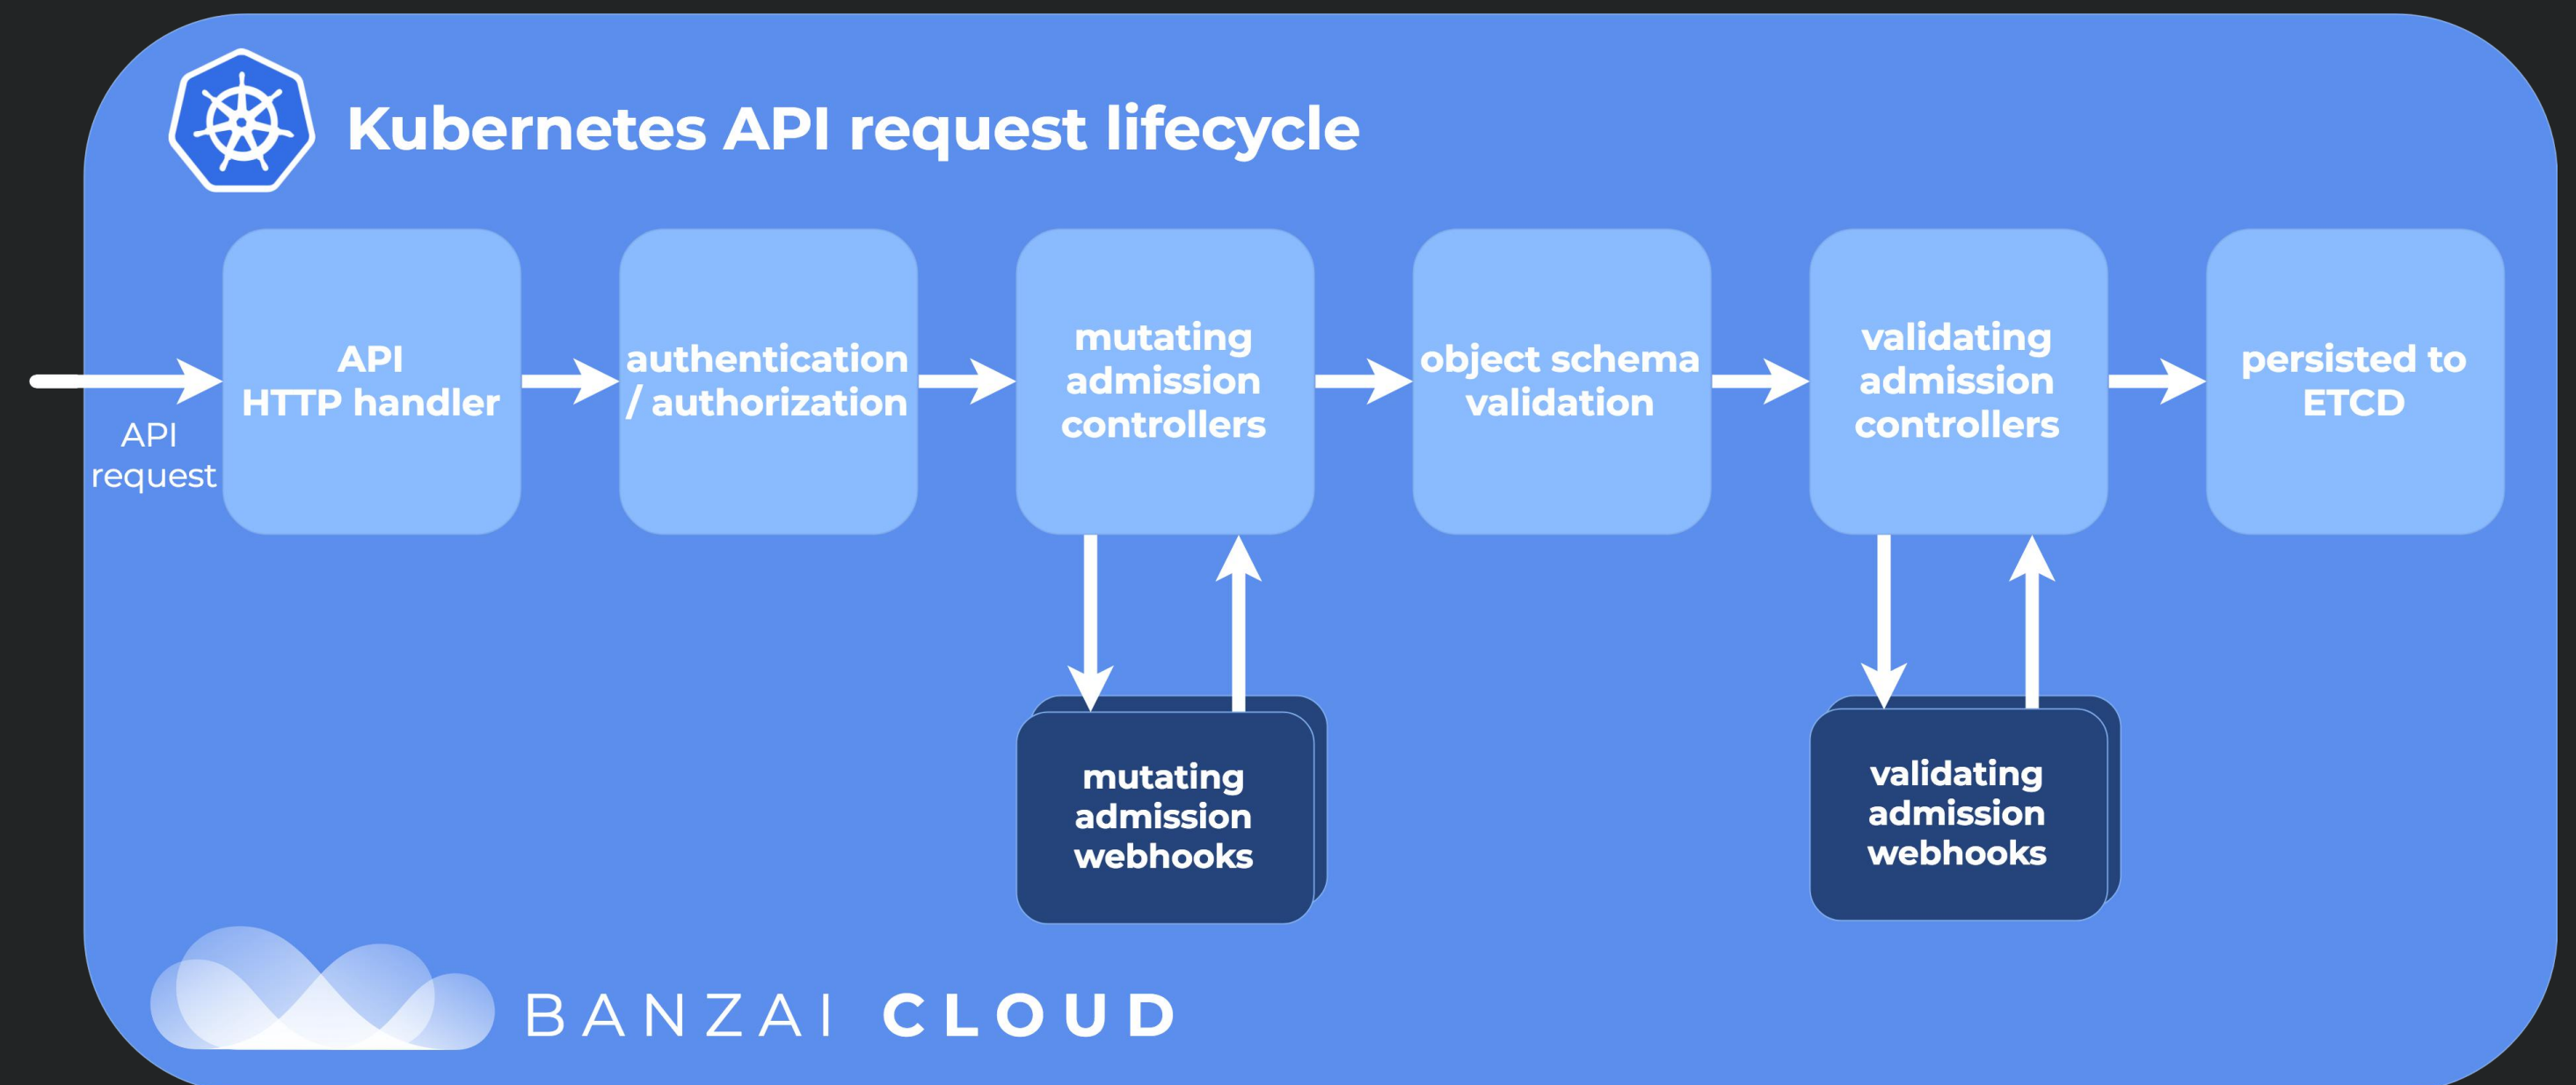 Kubernetes API request lifecycle
API
request
API
HTTP handler
authentication
/ authorization
mutating
admission
controllers
object schema
validation
validating
admission
controllers
persisted to
ETCD
mutating
admission
webhooks
validating
admission
webhooks
BANZAI CLOUD